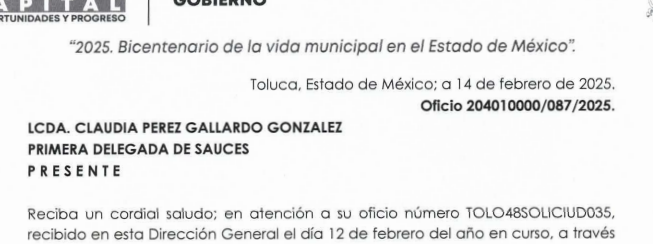 CAPITAL
GOBIERNO
OPORTUNIDADES Y PROGRESO
“2025. Bicentenario de la vida municipal en el Estado de México”.
Toluca, Estado de México; a 14 de febrero de 2025.
Oficio 204010000/087/2025.
LCDA. CLAUDIA PEREZ GALLARDO GONZALEZ
PRIMERA DELEGADA DE SAUCES
P R E S E N T E
Reciba un cordial saludo; en atención a su oficio número TOLO48SOLICIUD035,
recibido en esta Dirección General el día 12 de febrero del año en curso, a través